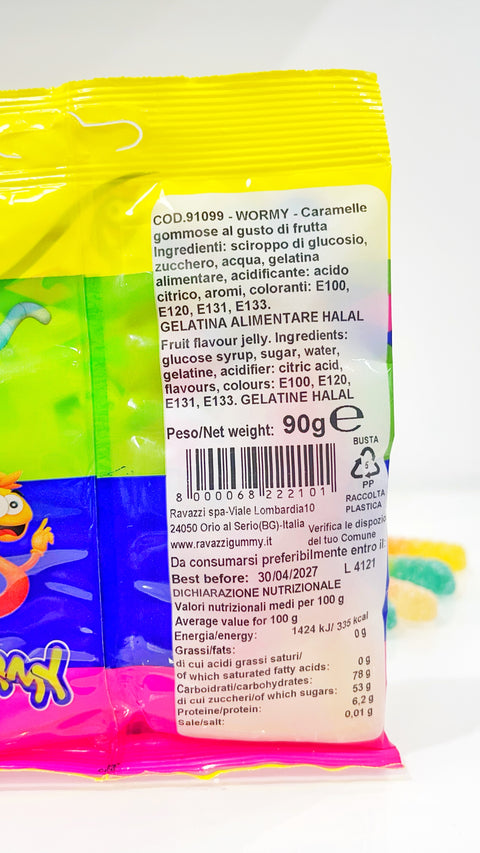 COD.91099 - WORMY - Caramelle
gommose al gusto di frutta
Ingredienti: sciroppo di glucosio,
zucchero, acqua, gelatina
alimentare, acidificante: acido
citrico, aromi, coloranti: E100,
E120, E131, E133.
GELATINA ALIMENTARE HALAL
Fruit flavour jelly. Ingredients:
glucose syrup, sugar, water,
gelatine, acidifier: citric acid,
flavours, colours: E100, E120,
E131, E133. GELATINE HALAL
Peso/Net weight: 90g e
BUSTA
5
PP
RACCOLTA
PLASTICA
8 000068 222101
Ravazzi spa-Viale Lombardia10
24050 Orio al Serio(BG)-Italia
www.ravazzigummy.it
Verifica le dispozio
del tuo Comune
Da consumarsi preferibilmente entro il:
Best before: 30/04/2027 L 4121
DICHIARAZIONE NUTRIZIONALE
Valori nutrizionali medi per 100 g
Average value for 100 g
Energia/energy: 1424 kJ/ 335 kcal
Grassi/fats: 0 g
di cui acidi grassi saturi/
of which saturated fatty acids: 0 g
Carboidrati/carbohydrates: 78 g
di cui zuccheri/of which sugars: 53 g
Proteine/protein: 6,2 g
Sale/salt: 0,01 g